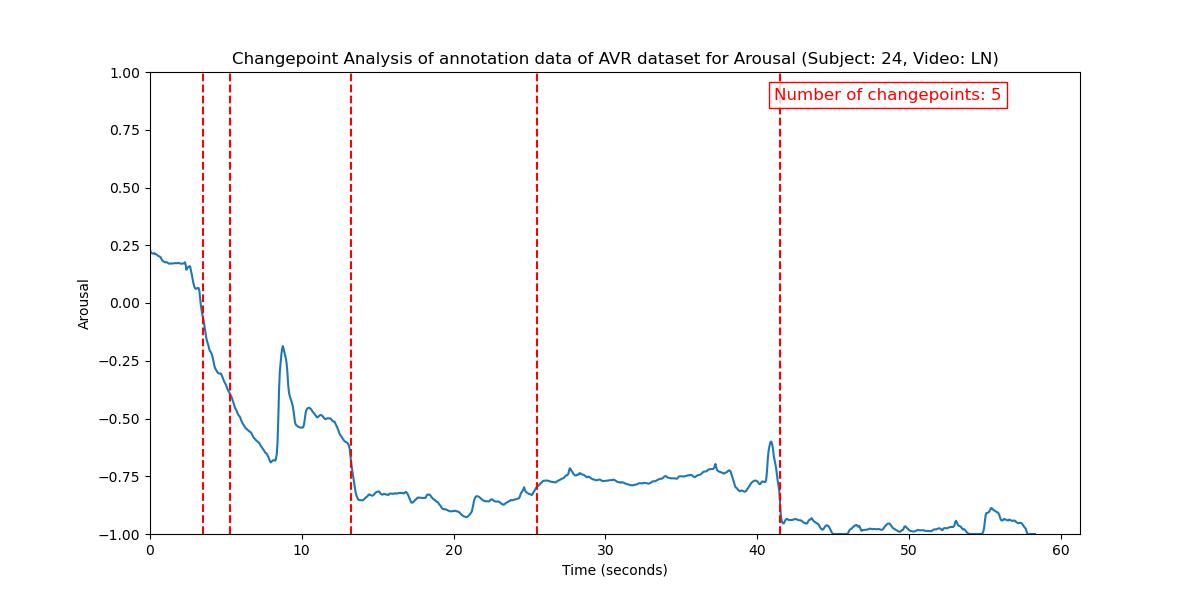 Changepoint Analysis of annotation data of AVR dataset for Arousal (Subject: 24, Video: LN)
Number of changepoints: 5
1.00
0.75
0.50
0.25
0.00
−0.25
−0.50
−0.75
−1.00
Arousal
0 10 20 30 40 50 60
Time (seconds)